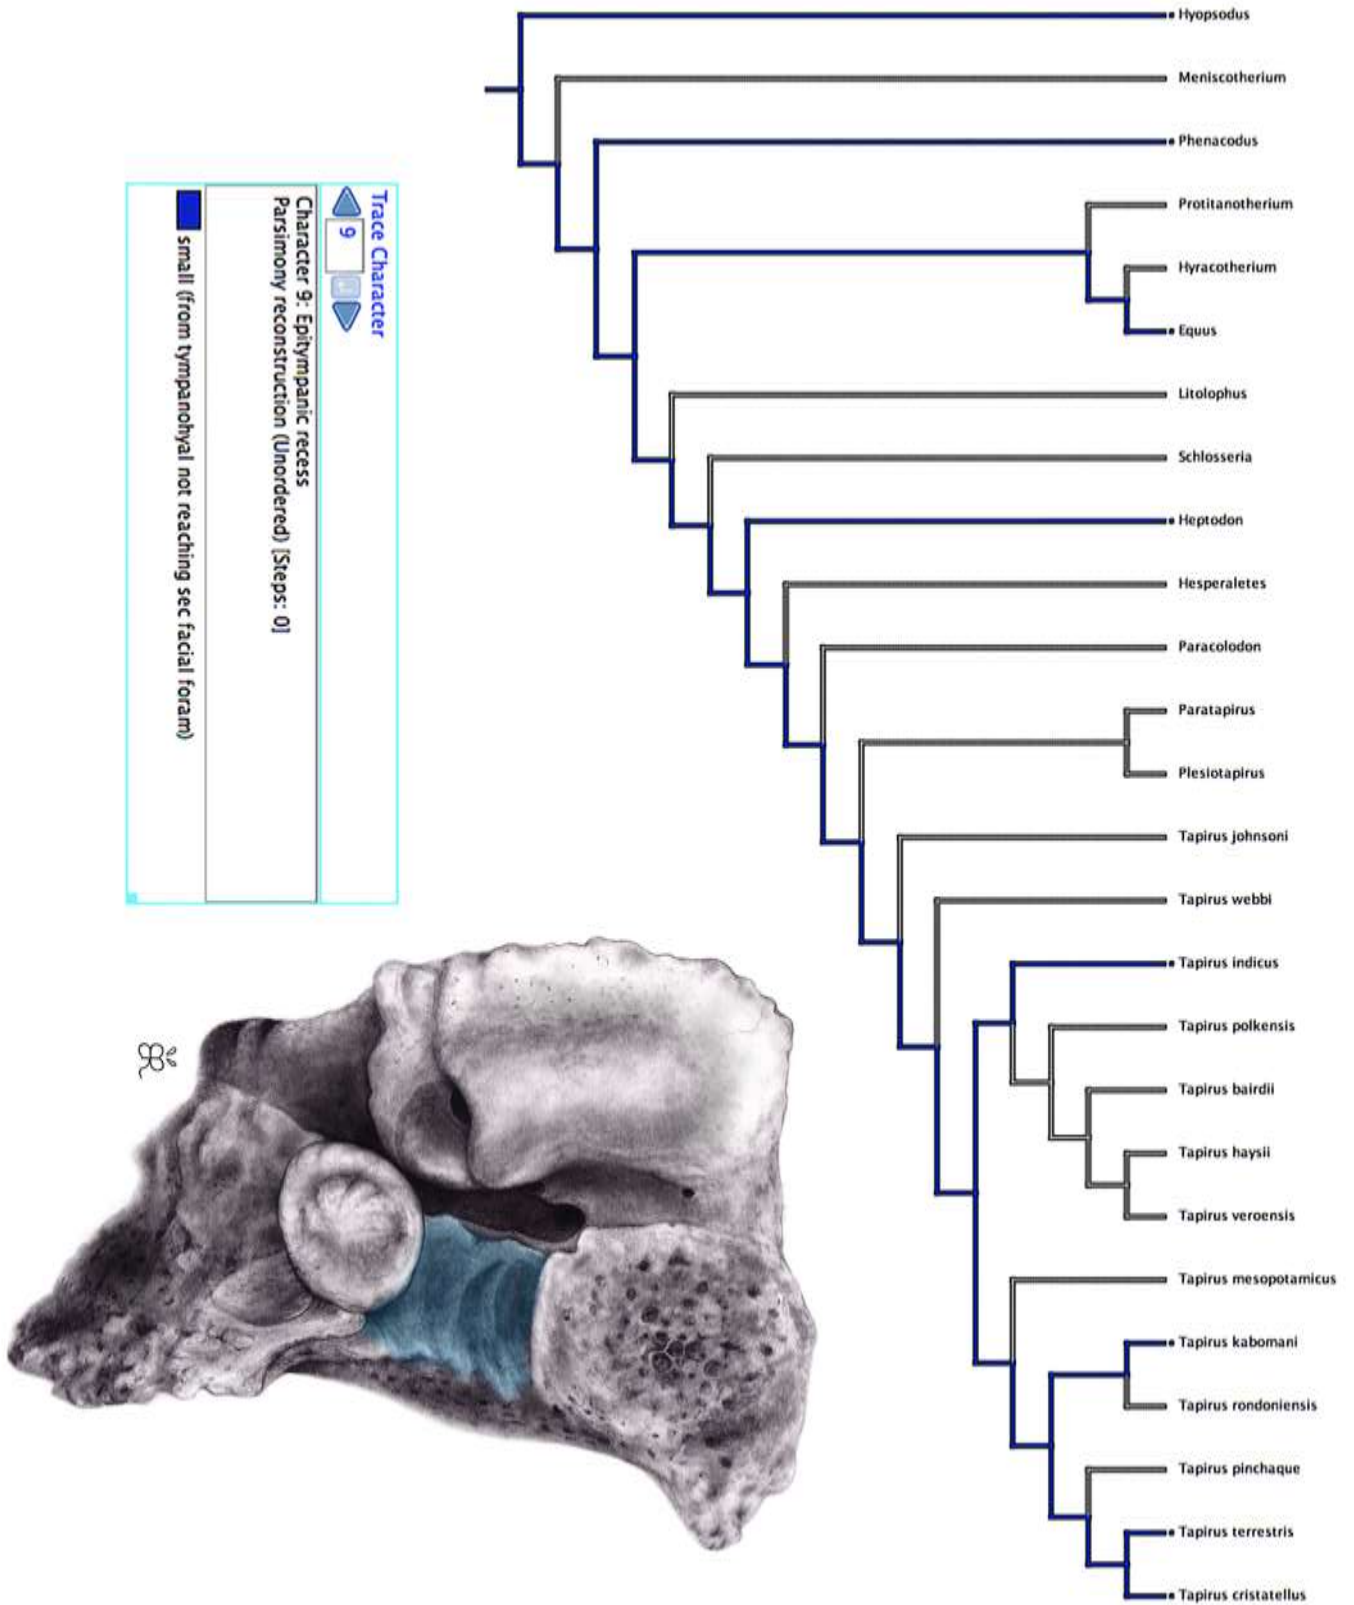 Hyopsodus
Meniscotherium
Phenacodus
Protitanotherium
Hyracotherium
Equus
Litolophus
Schlosseria
Heptodon
Hesperaletes
Paracolodon
Paratapirus
Plesiotapirus
Tapirus johnsoni
Tapirus webbi
Tapirus indicus
Tapirus polkensis
Tapirus bairdii
Tapirus haysii
Tapirus veroensis
Tapirus mesopotamicus
Tapirus kabomani
Tapirus rondoniensis
Tapirus pinchaque
Tapirus terrestris
Tapirus cristatellus
Trace Character
9
Character 9: Epitympanic recess
Parsimony reconstruction (Unordered) [Steps: 0]
small (from tympanohyal not reaching sec facial foram)